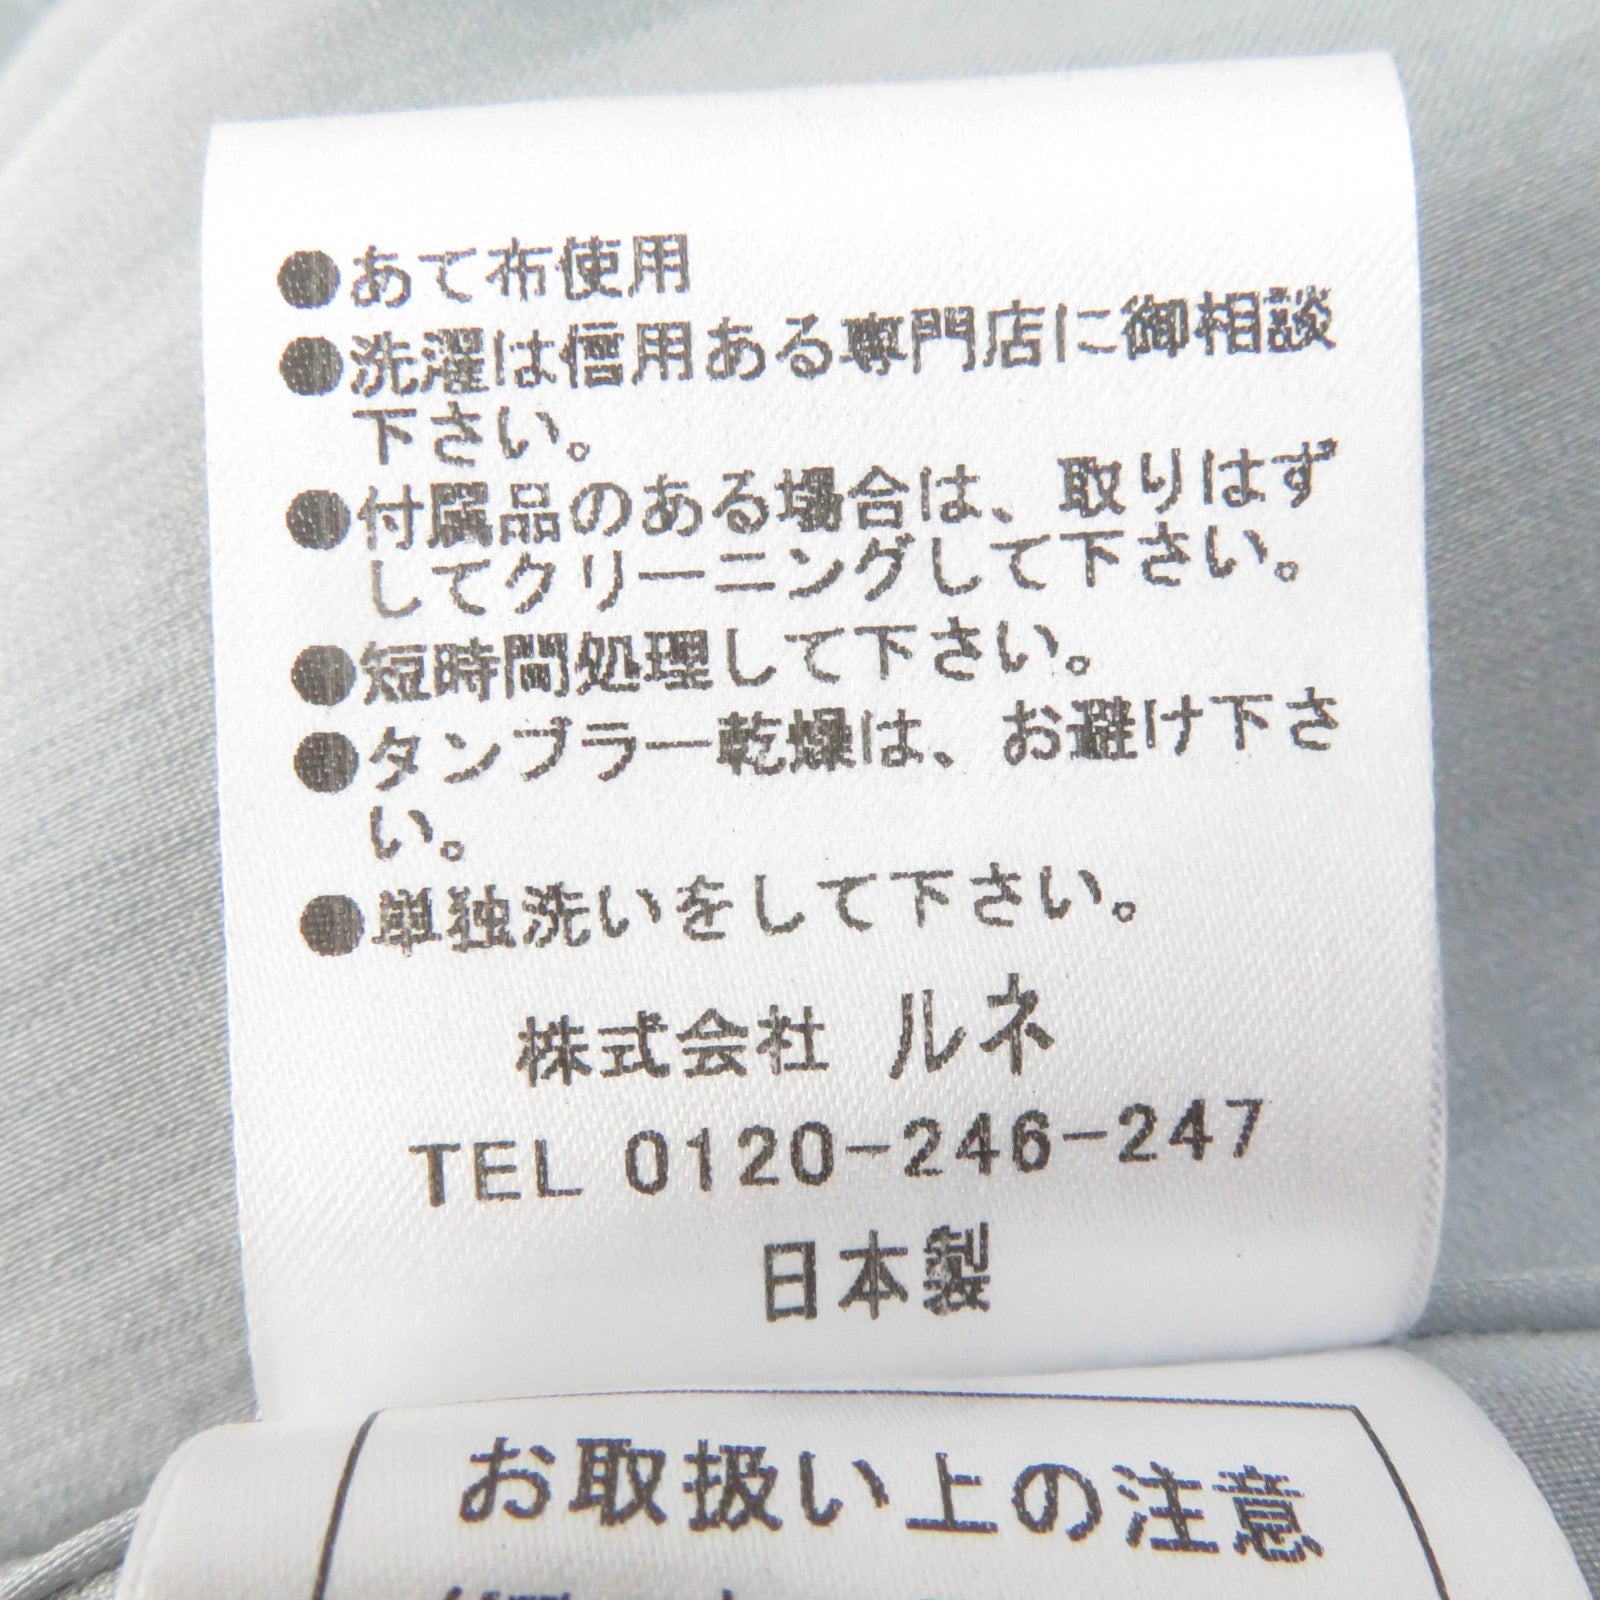 ●あて布使用
●洗濯は信用ある専門店に御相談
下さい。
●付属品のある場合は、取りはず
してクリーニングして下さい。
●短時間処理して下さい。
●タンブラー乾燥は、お避け下さ
い。
●単独洗いをして下さい。
株式会社 ルネ
TEL 0120-246-247
日本製
お取扱い上の注意